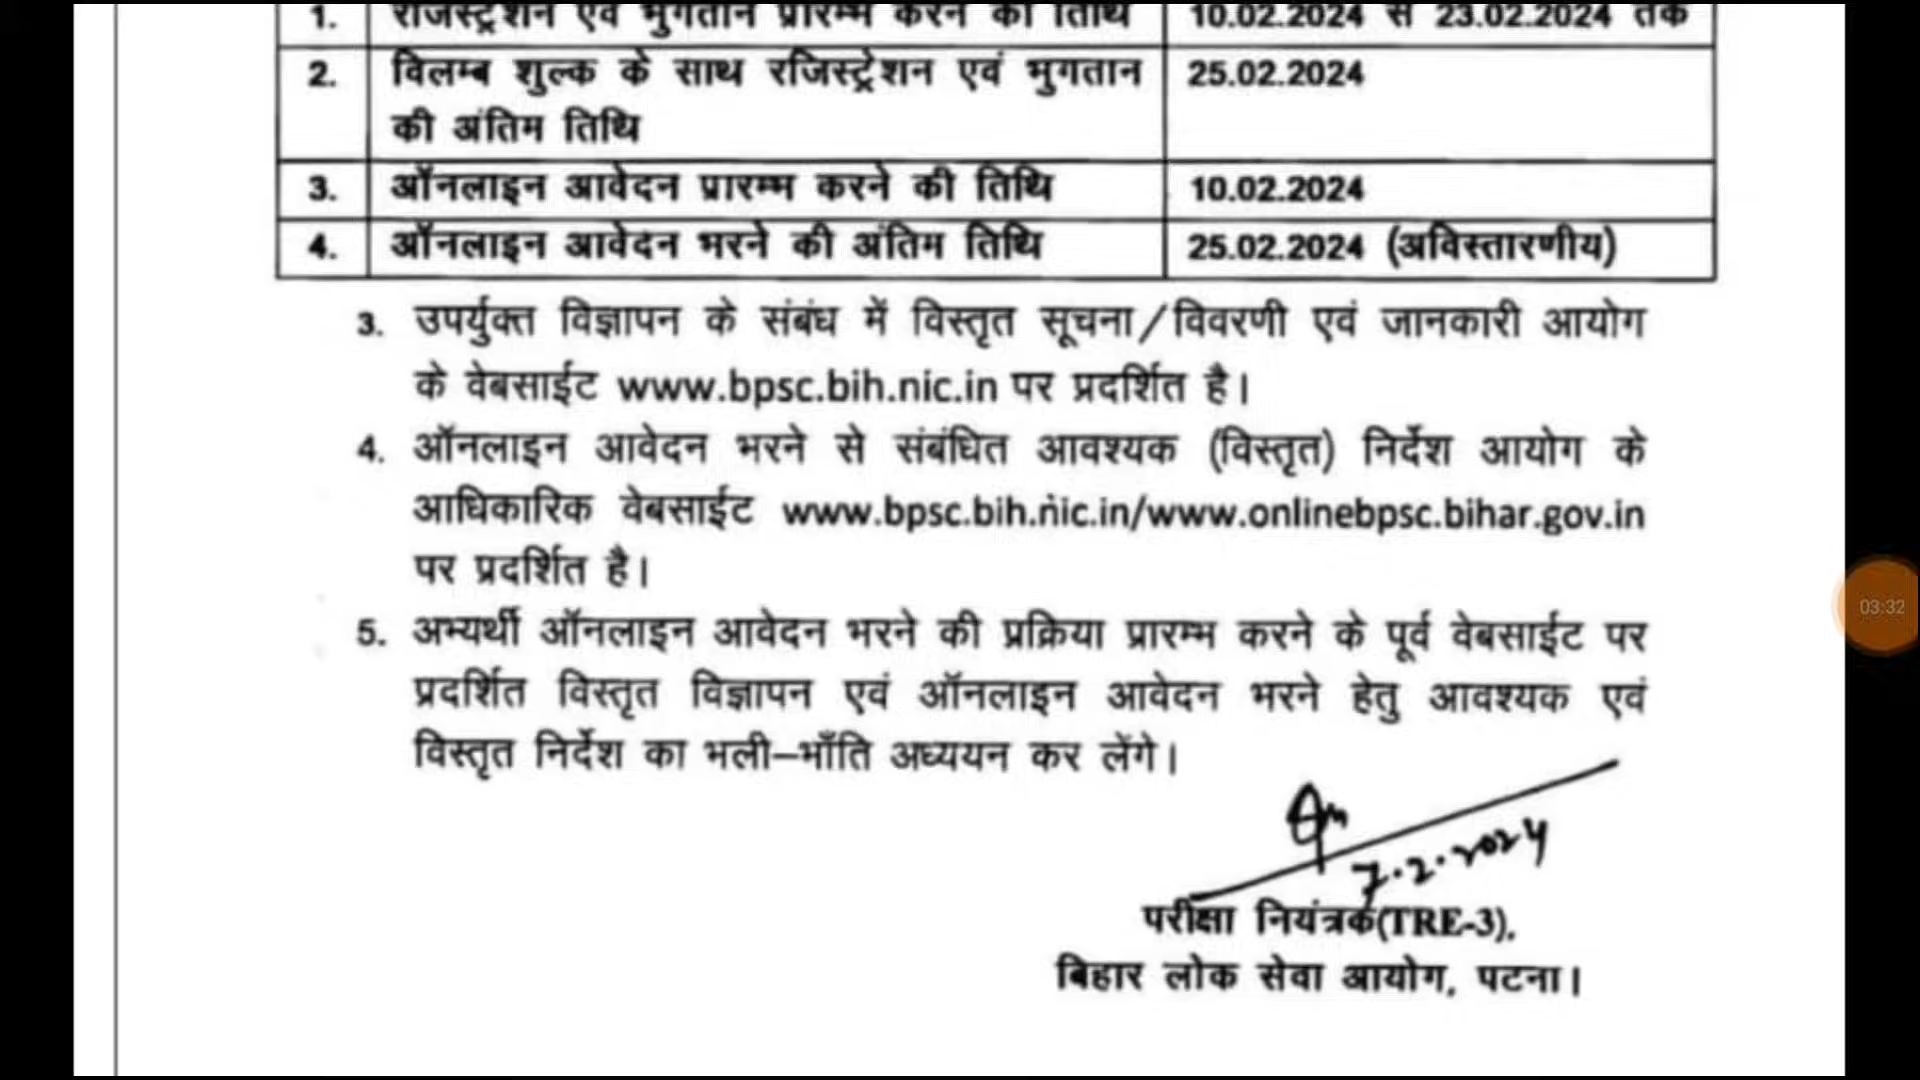 1. रजिस्ट्रेशन एवं भुगतान प्रारम्भ करने की तिथि 10.02.2024 से 23.02.2024 तक
2. विलम्ब शुल्क के साथ रजिस्ट्रेशन एवं भुगतान 25.02.2024
की अंतिम तिथि
3. ऑनलाइन आवेदन प्रारम्भ करने की तिथि 10.02.2024
4. ऑनलाइन आवेदन भरने की अंतिम तिथि 25.02.2024 (अविस्तारणीय)
3. उपर्युक्त विज्ञापन के संबंध में विस्तृत सूचना/विवरणी एवं जानकारी आयोग
के वेबसाईट www.bpsc.bih.nic.in पर प्रदर्शित है।
4. ऑनलाइन आवेदन भरने से संबंधित आवश्यक (विस्तृत) निर्देश आयोग के
आधिकारिक वेबसाईट www.bpsc.bih.nic.in/www.onlinebpsc.bihar.gov.in
पर प्रदर्शित है।
03:32
5. अभ्यर्थी ऑनलाइन आवेदन भरने की प्रक्रिया प्रारम्भ करने के पूर्व वेबसाईट पर
प्रदर्शित विस्तृत विज्ञापन एवं ऑनलाइन आवेदन भरने हेतु आवश्यक एवं
विस्तृत निर्देश का भली–भाँति अध्ययन कर लेंगे।
7.2.2024
परीक्षा नियंत्रक(TRE-3),
बिहार लोक सेवा आयोग, पटना।